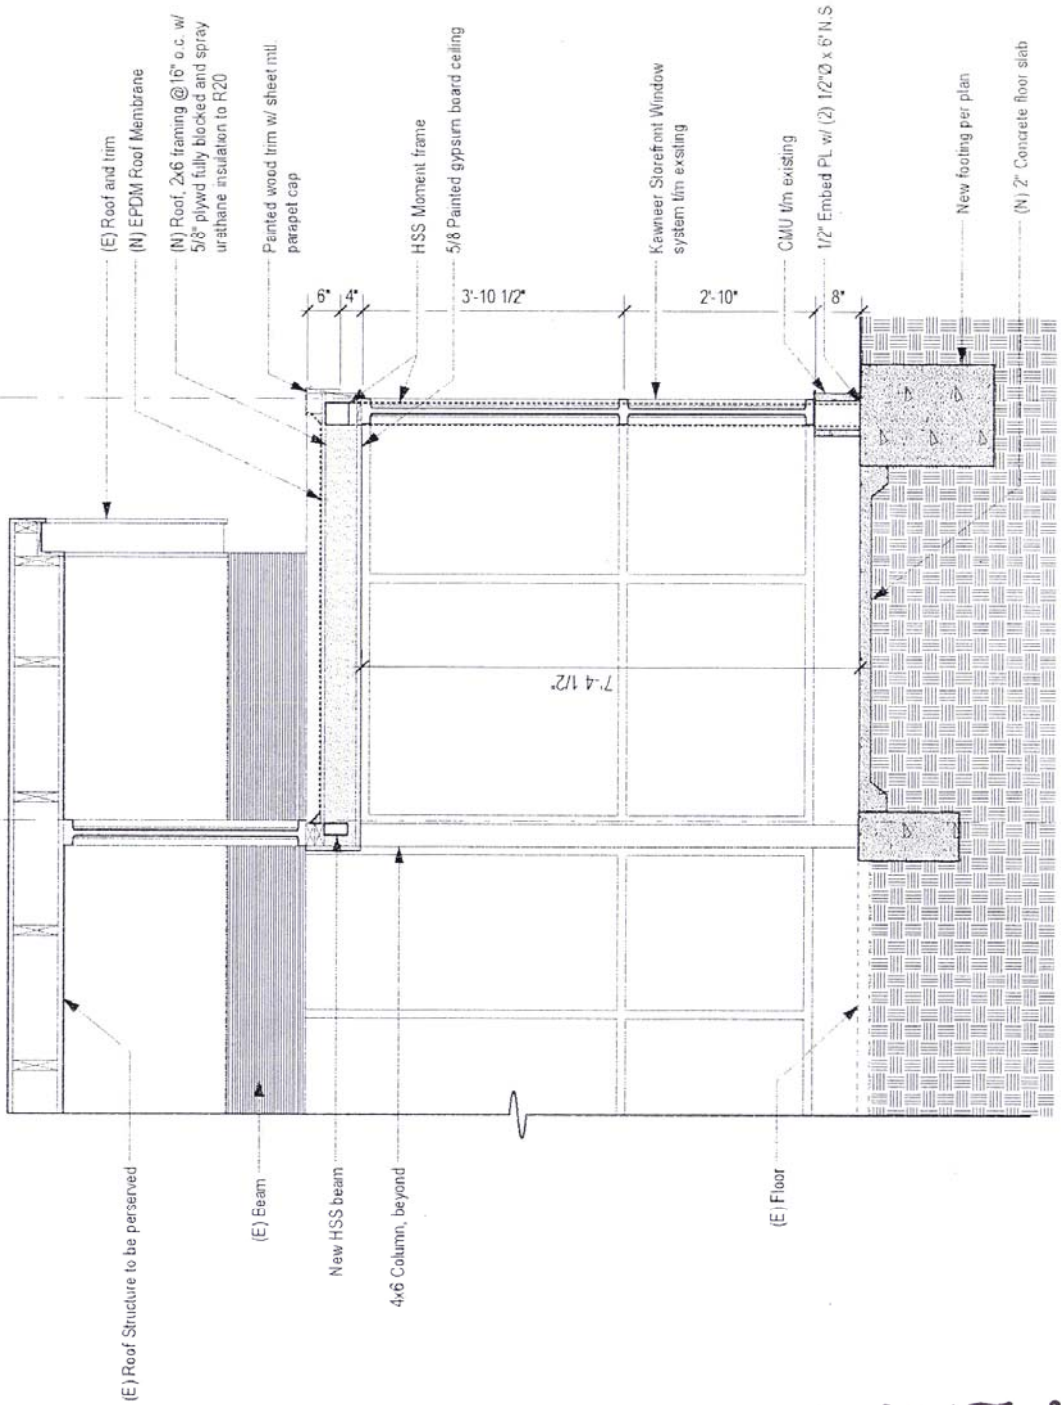 (E) Roof and trim
(N) EPDM Roof Membrane
(N) Roof, 2x6 framing @16" o.c. w/
5/8" plywd fully blocked and spray
urethane insulation to R20
Painted wood trim w/ sheet mtl.
parapet cap
HSS Moment frame
5/8 Painted gypsum board ceiling
Kawneer Storefront Window
system t/m exsiting
CMU t/m existing
1/2" Embed PL w/ (2) 1/2"Ø x 6" N.S
New footing per plan
(N) 2" Concrete floor slab
6"
4"
3'-10 1/2"
2'-10"
8"
7'-4 1/2"
(E) Roof Structure to be perserved
(E) Beam
New HSS beam
4x6 Column, beyond
(E) Floor